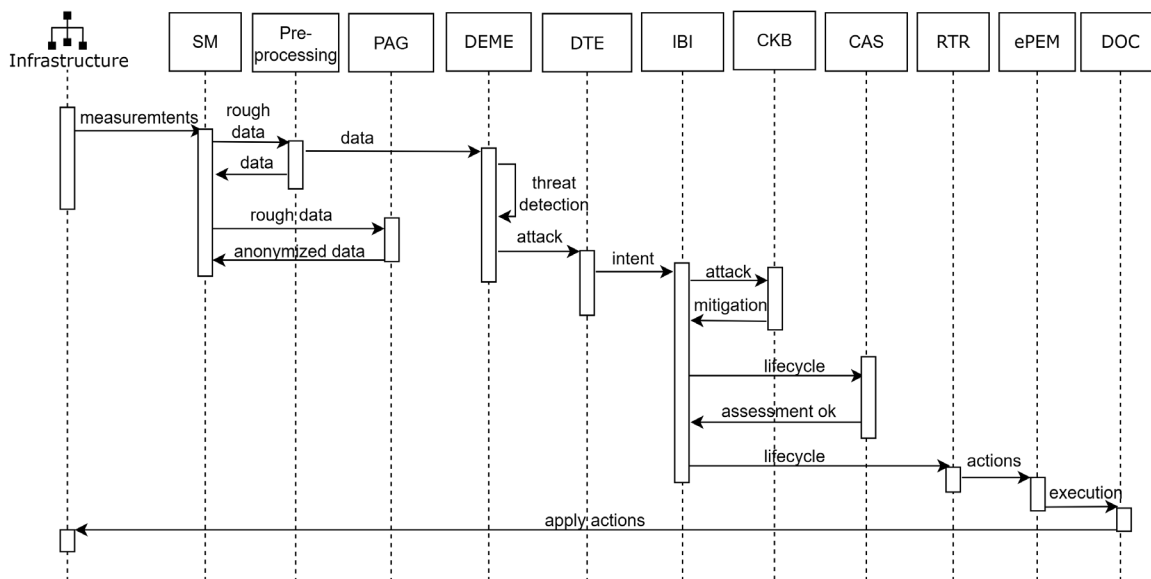 Infrastructure
SM
Pre-
processing
PAG
DEME
DTE
IBI
CKB
CAS
RTR
ePEM
DOC
measuremtents
rough
data
data
data
threat
detection
rough data
anonymized data
attack
intent
attack
mitigation
lifecycle
assessment ok
lifecycle
actions
execution
apply actions